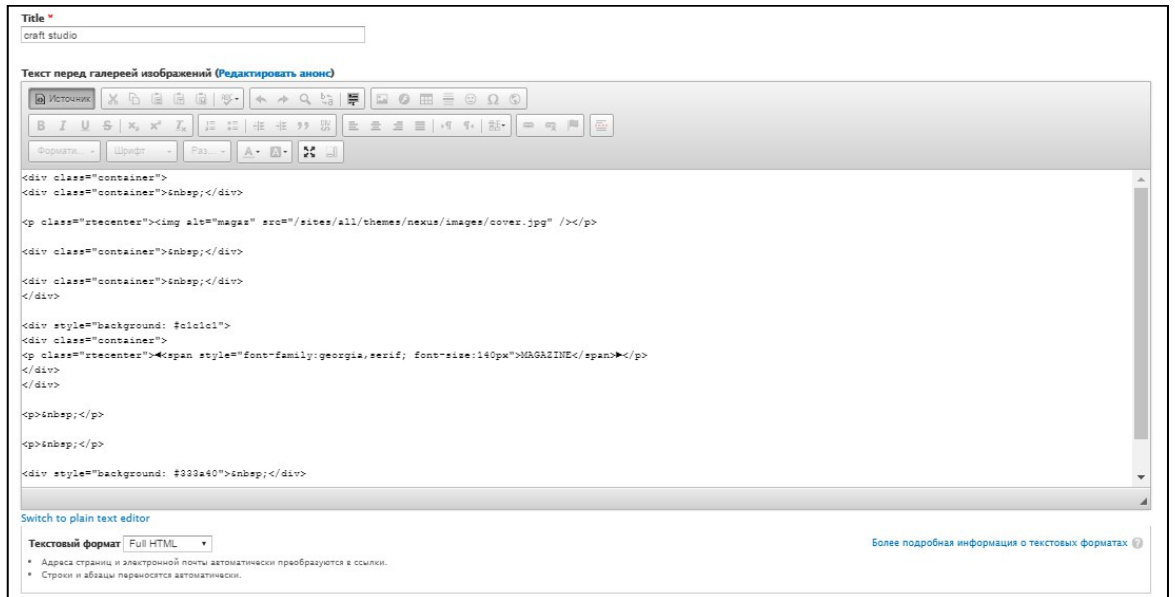 Title *
craft studio
Текст перед галереей изображений (Редактировать анонс)
Источник
B I U S x₂ x² Iₓ
Формати... Шрифт Раз... A A
<div class="container">
<div class="container">&nbsp;</div>
<p class="rtecenter"><img alt="magaz" src="/sites/all/themes/nexus/images/cover.jpg" /></p>
<div class="container">&nbsp;</div>
<div class="container">&nbsp;</div>
</div>
<div style="background: #c1c1c1">
<div class="container">
<p class="rtecenter">◄<span style="font-family:georgia,serif; font-size:140px">MAGAZINE</span>►</p>
</div>
</div>
<p>&nbsp;</p>
<p>&nbsp;</p>
<div style="background: #333a40">&nbsp;</div>
Switch to plain text editor
Текстовый формат Full HTML
Более подробная информация о текстовых форматах
Адреса страниц и электронной почты автоматически преобразуются в ссылки.
Строки и абзацы переносятся автоматически.